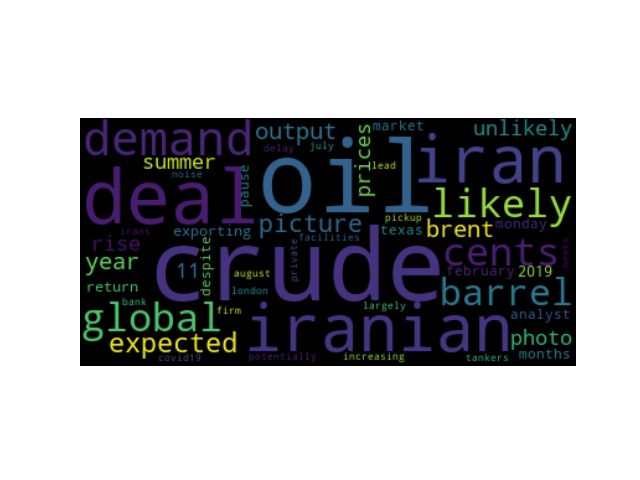 demand
output
market
unlikely
delay
july
oil
prices
iran
summer
noise
pause
lead
deal
likely
pickup
irans
exporting
picture
texas
brent
monday
rise
despite
facilities
crude
private
cents
weeks
year
11
august
february
2019
return
london
barrel
bank
global
firm
largely
iranian
analyst
expected
photo
covid19
potentially
increasing
tankers
months